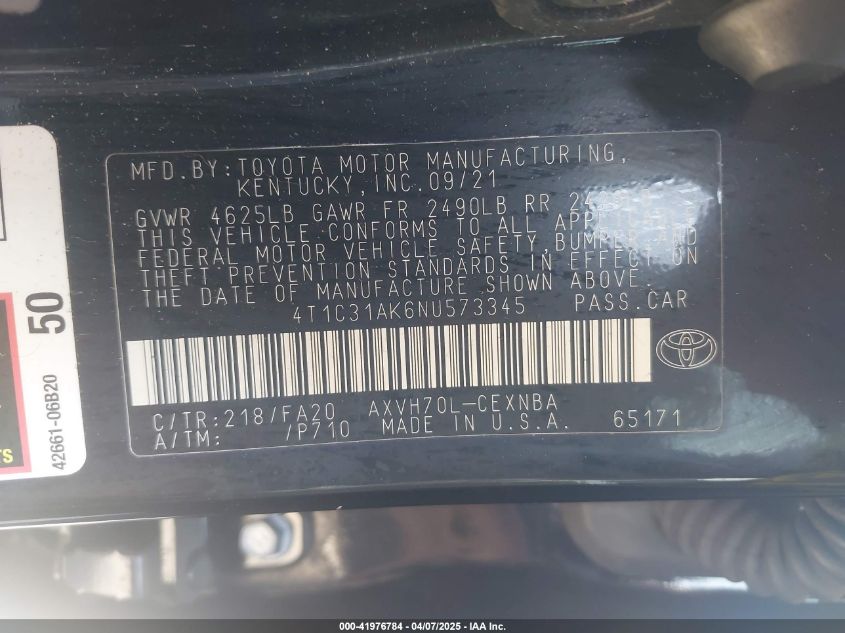 MFD.BY: TOYOTA MOTOR MANUFACTURING,
KENTUCKY, INC. 09/21
GVWR 4625LB GAWR FR 2490LB RR
THIS VEHICLE CONFORMS TO ALL
FEDERAL MOTOR VEHICLE SAFETY, BUMPER, AND
THEFT PREVENTION STANDARDS IN EFFECT ON
THE DATE OF MANUFACTURE SHOWN ABOVE.
4T1C31AK6NU573345 PASS.CAR
C/TR:218/FA20 AXVH70L-CEXNBA
A/TM: /P710 MADE IN U.S.A. 65171
50
42661-06B20
TS
000-41976784 - 04/07/2025 - IAA Inc.